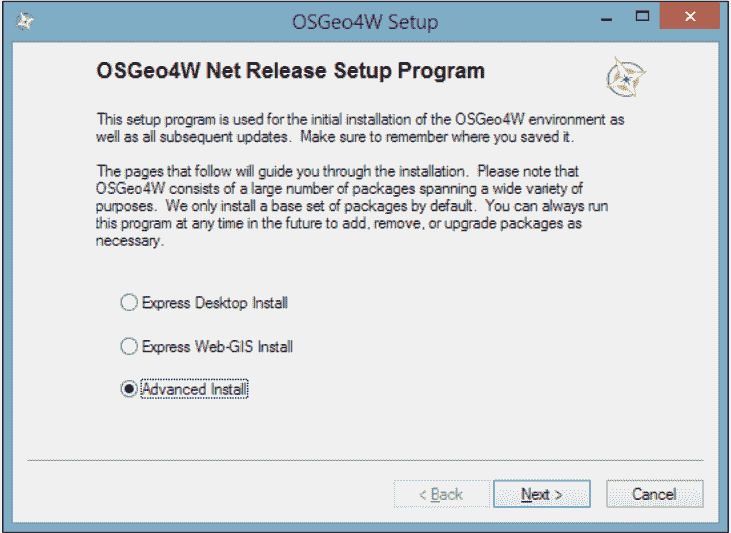 OSGeo4W Setup
OSGeo4W Net Release Setup Program
This setup program is used for the initial installation of the OSGeo4W environment as
well as all subsequent updates.  Make sure to remember where you saved it.
The pages that follow will guide you through the installation.  Please note that
OSGeo4W consists of a large number of packages spanning a wide variety of
purposes.  We only install a base set of packages by default.  You can always run
this program at any time in the future to add, remove, or upgrade packages as
necessary.
Express Desktop Install
Express Web-GIS Install
Advanced Install
< Back Next > Cancel